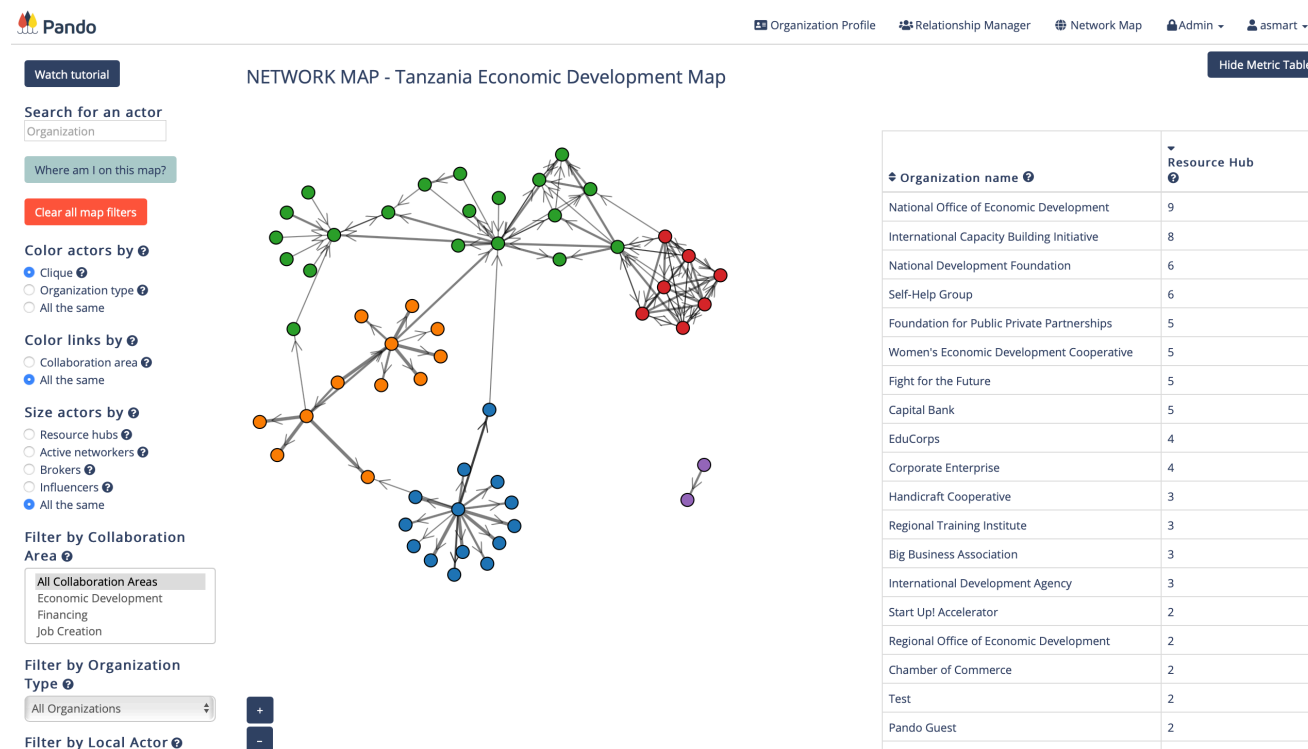 Pando
Organization Profile
Relationship Manager
Network Map
Admin
asmart
Watch tutorial
NETWORK MAP - Tanzania Economic Development Map
Hide Metric Table
Search for an actor
Organization
Where am I on this map?
Clear all map filters
Color actors by
Clique
Organization type
All the same
Color links by
Collaboration area
All the same
Size actors by
Resource hubs
Active networkers
Brokers
Influencers
All the same
Filter by Collaboration
Area
All Collaboration Areas
Economic Development
Financing
Job Creation
Filter by Organization
Type
All Organizations
Filter by Local Actor
+
–
Organization name
Resource Hub
National Office of Economic Development 9
International Capacity Building Initiative 8
National Development Foundation 6
Self-Help Group 6
Foundation for Public Private Partnerships 5
Women's Economic Development Cooperative 5
Fight for the Future 5
Capital Bank 5
EduCorps 4
Corporate Enterprise 4
Handicraft Cooperative 3
Regional Training Institute 3
Big Business Association 3
International Development Agency 3
Start Up! Accelerator 2
Regional Office of Economic Development 2
Chamber of Commerce 2
Test 2
Pando Guest 2